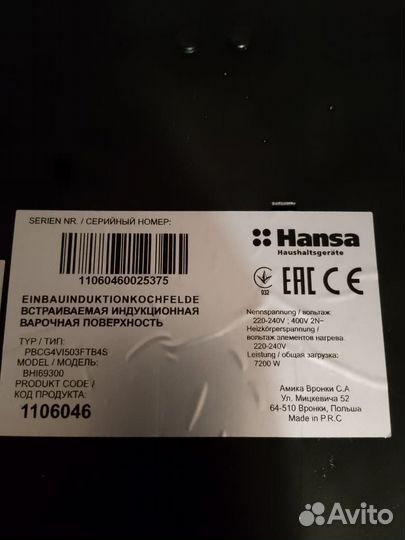 SERIEN NR. / СЕРИЙНЫЙ НОМЕР:
11060460025375
EINBAUINDUKTIONKOCHFELDE
ВСТРАИВАЕМАЯ ИНДУКЦИОННАЯ
ВАРОЧНАЯ ПОВЕРХНОСТЬ
TYP / ТИП:
PBCG4VI503FTB4S
MODEL / МОДЕЛЬ:
BHI69300
PRODUKT CODE /
КОД ПРОДУКТА:
1106046
Hansa
Haushaltsgeräte
932
EAC CE
Nennspannung / вольтаж:
220-240V ; 400V 2N~
Heizkörperspannung /
вольтаж элементов нагрева:
220-240V
Leistung / общая загрузка:
7200 W
Амика Вронки С.А
Ул. Мицкевича 52
64-510 Вронки, Польша
Made in P.R.C
Avito